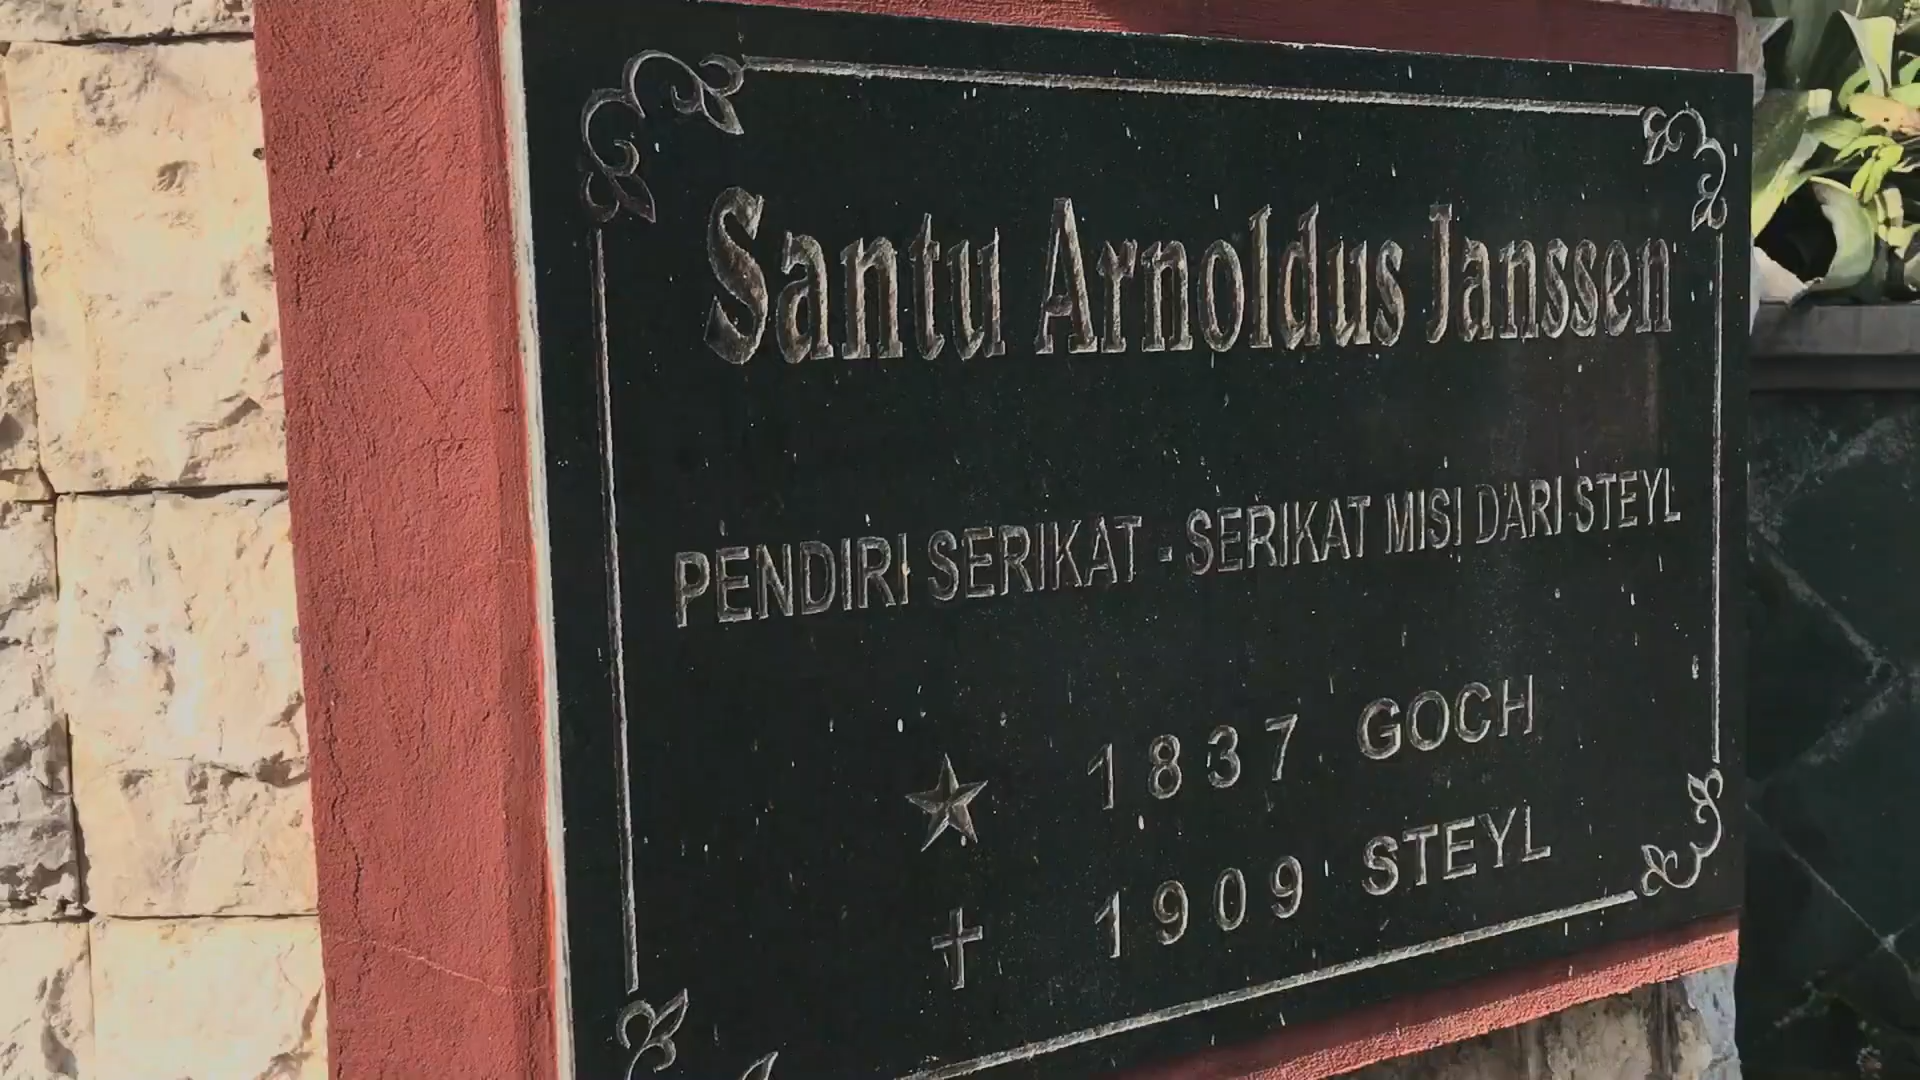 Santu Arnoldus Janssen
PENDIRI SERIKAT - SERIKAT MISI DARI STEYL
1837 GOCH
1909 STEYL